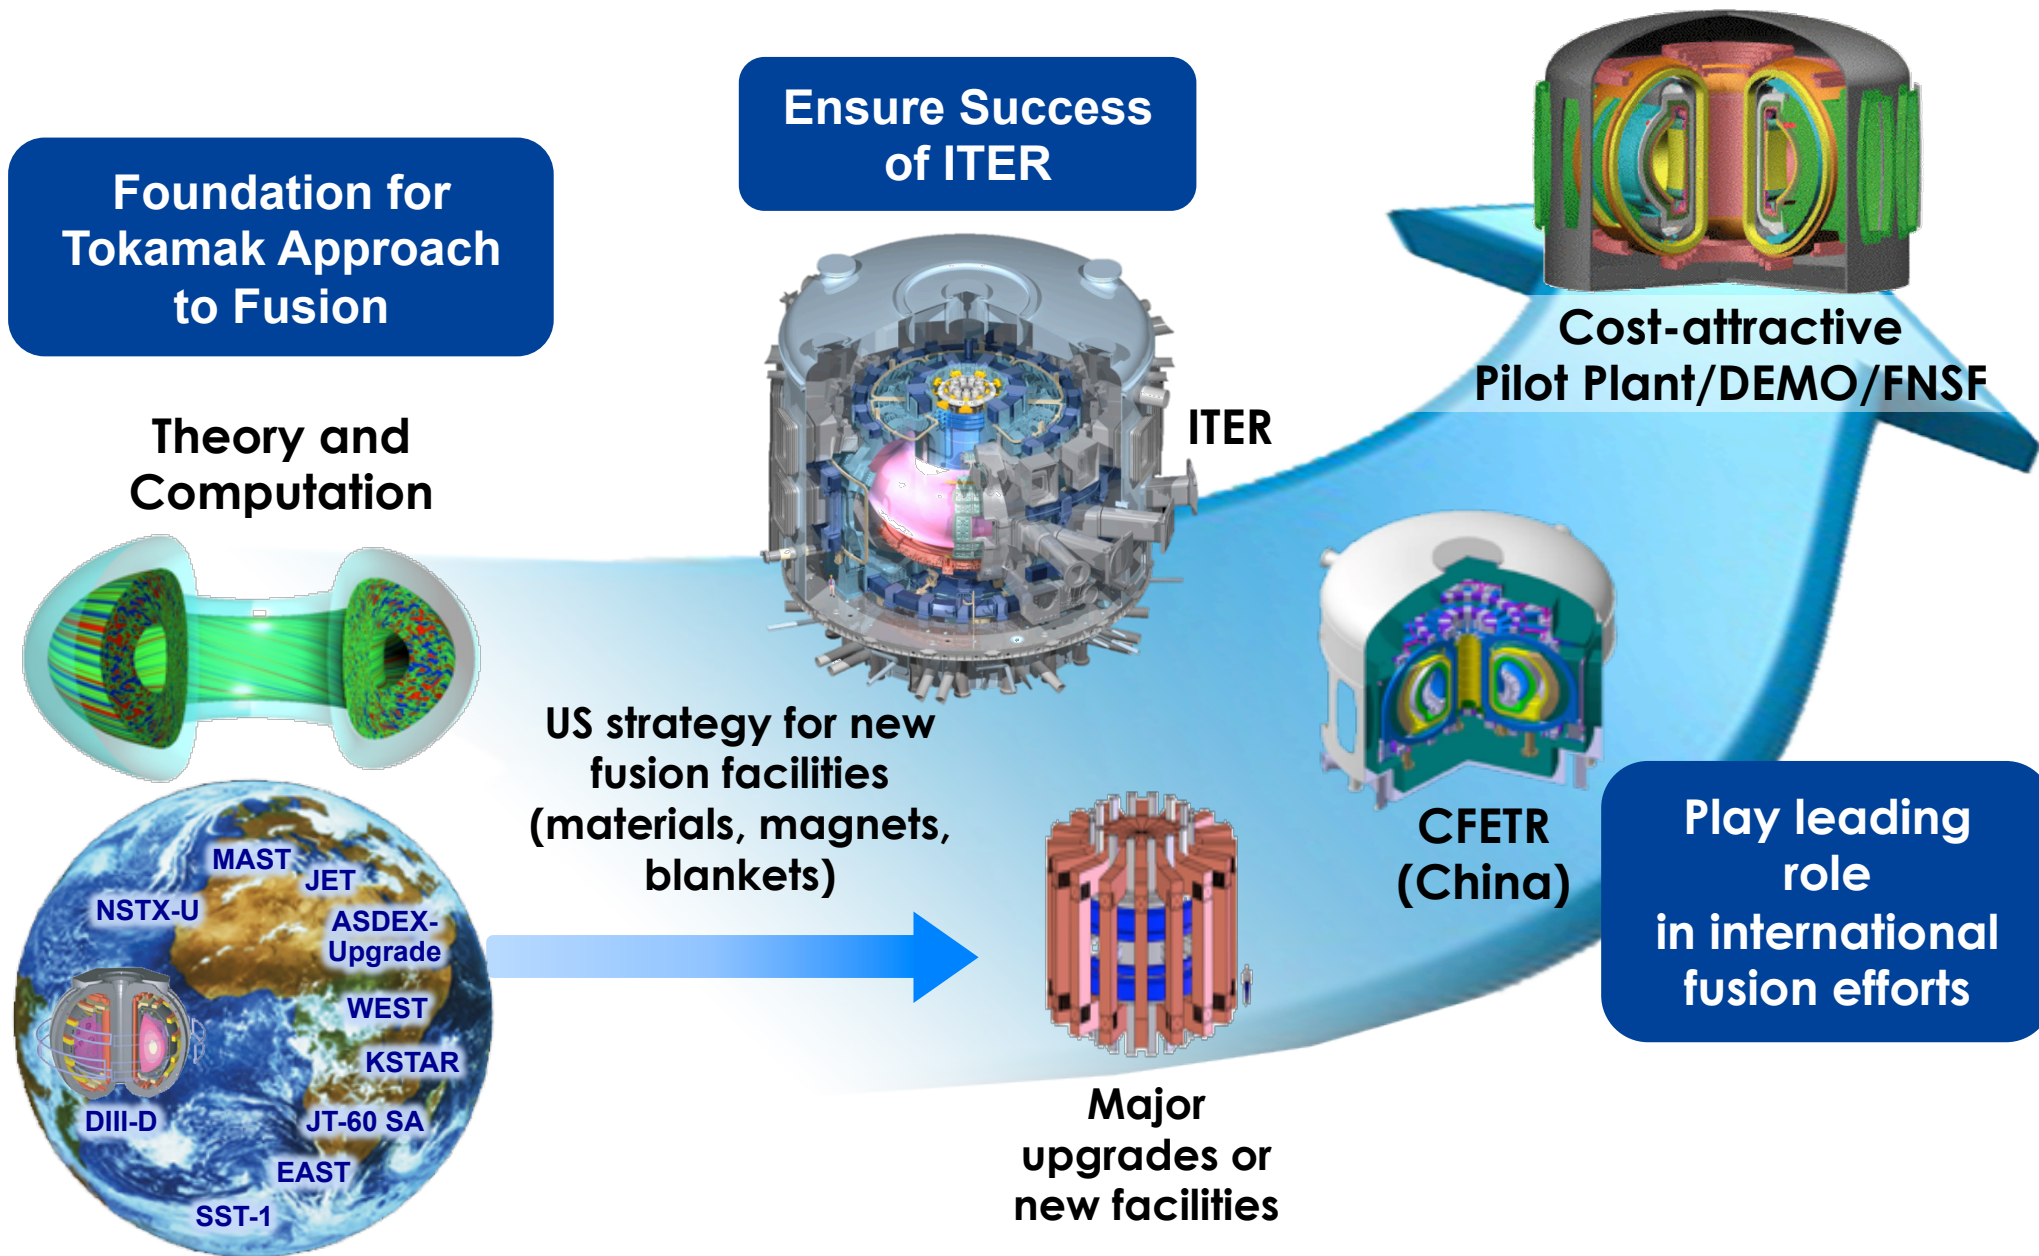 Foundation for
Tokamak Approach
to Fusion
Ensure Success
of ITER
Cost-attractive
Pilot Plant/DEMO/FNSF
ITER
Theory and
Computation
US strategy for new
fusion facilities
(materials, magnets,
blankets)
CFETR
(China)
Play leading
role
in international
fusion efforts
MAST
JET
NSTX-U
ASDEX-
Upgrade
WEST
KSTAR
DIII-D
JT-60 SA
EAST
SST-1
Major
upgrades or
new facilities